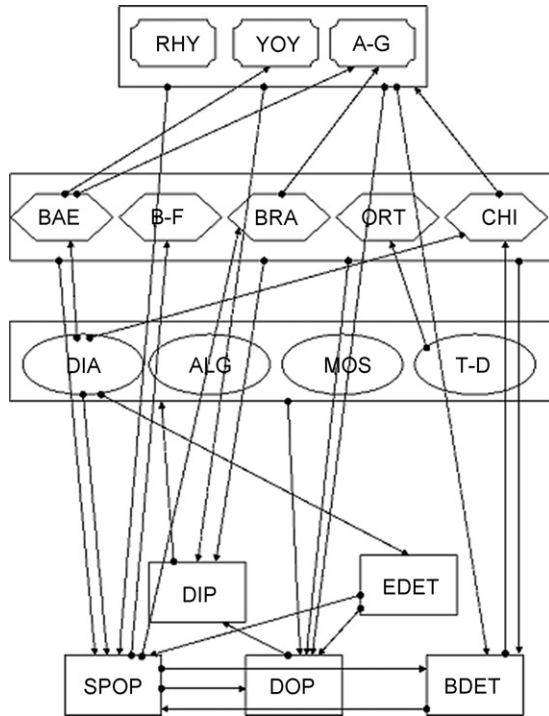 RHY YOY A-G
BAE B-F BRA ORT CHI
DIA ALG MOS T-D
DIP EDET
SPOP DOP BDET